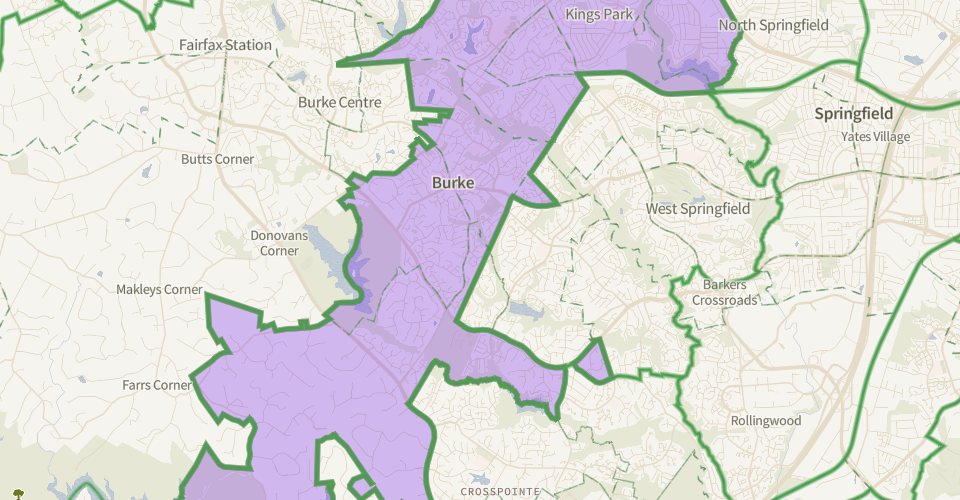 Kings Park
North Springfield
Fairfax Station
Burke Centre
Springfield
Yates Village
Butts Corner
Burke
West Springfield
Donovans
Corner
Makleys Corner
Barkers
Crossroads
Farrs Corner
Rollingwood
CROSSPOINTE